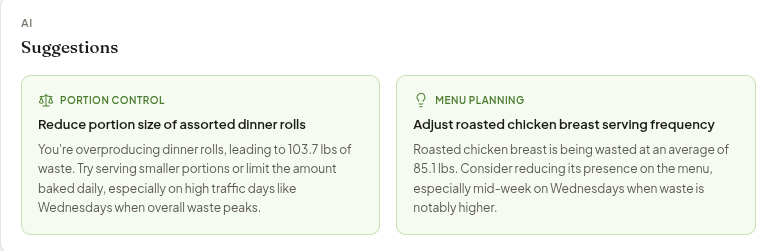 AI
Suggestions
PORTION CONTROL
Reduce portion size of assorted dinner rolls
You're overproducing dinner rolls, leading to 103.7 lbs of
waste. Try serving smaller portions or limit the amount
baked daily, especially on high traffic days like
Wednesdays when overall waste peaks.
MENU PLANNING
Adjust roasted chicken breast serving frequency
Roasted chicken breast is being wasted at an average of
85.1 lbs. Consider reducing its presence on the menu,
especially mid-week on Wednesdays when waste is
notably higher.